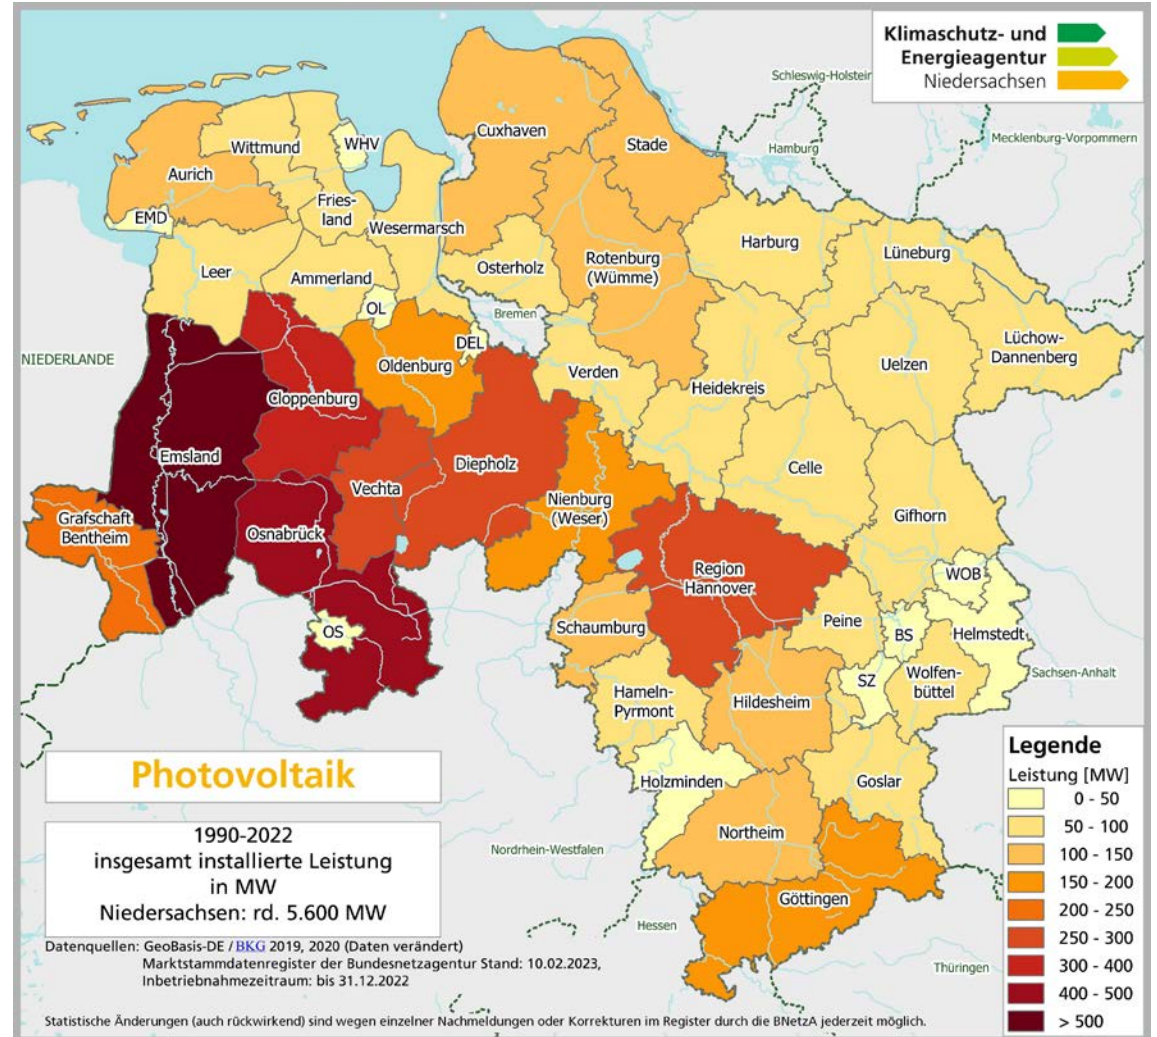 Klimaschutz- und
Energieagentur
Niedersachsen
Schleswig-Holstein
Mecklenburg-Vorpommern
Hamburg
Cuxhaven
Stade
WHV
Wittmund
Aurich
Fries-
land
EMD
Wesermarsch
Harburg
Lüneburg
Rotenburg
(Wümme)
Osterholz
Leer
Ammerland
OL
Bremen
DEL
NIEDERLANDE
Oldenburg
Lüchow-
Dannenberg
Uelzen
Verden
Heidekreis
Cloppenburg
Emsland
Diepholz
Celle
Vechta
Nienburg
(Weser)
Gifhorn
Grafschaft
Bentheim
Osnabrück
Region
Hannover
WOB
Schaumburg
Peine
BS
Helmstedt
OS
SZ
Wolfen-
büttel
Sachsen-Anhalt
Hameln-
Pyrmont
Hildesheim
Holzminden
Goslar
Northeim
Nordrhein-Westfalen
Göttingen
Hessen
Thüringen
Photovoltaik
1990-2022
insgesamt installierte Leistung
in MW
Niedersachsen: rd. 5.600 MW
Datenquellen: GeoBasis-DE / BKG 2019, 2020 (Daten verändert)
Marktstammdatenregister der Bundesnetzagentur Stand: 10.02.2023,
Inbetriebnahmezeitraum: bis 31.12.2022
Statistische Änderungen (auch rückwirkend) sind wegen einzelner Nachmeldungen oder Korrekturen im Register durch die BNetzA jederzeit möglich.
Legende
Leistung [MW]
0 - 50
50 - 100
100 - 150
150 - 200
200 - 250
250 - 300
300 - 400
400 - 500
> 500